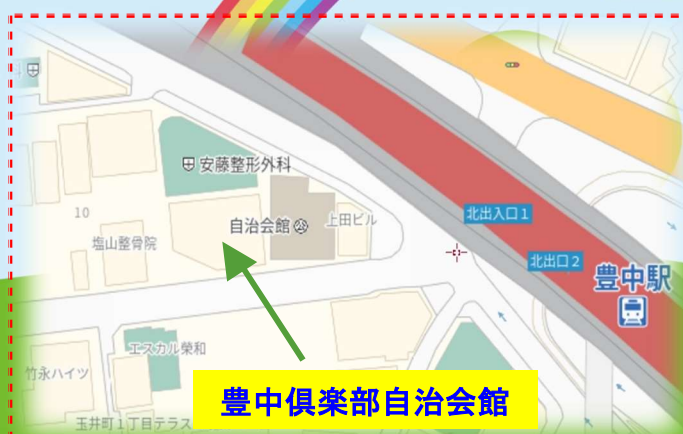 安藤整形外科
10
自治会館
上田ビル
塩山整骨院
北出入口1
北出口2
豊中駅
エスカル栄和
竹永ハイツ
豊中倶楽部自治会館
玉井町1丁目テラス